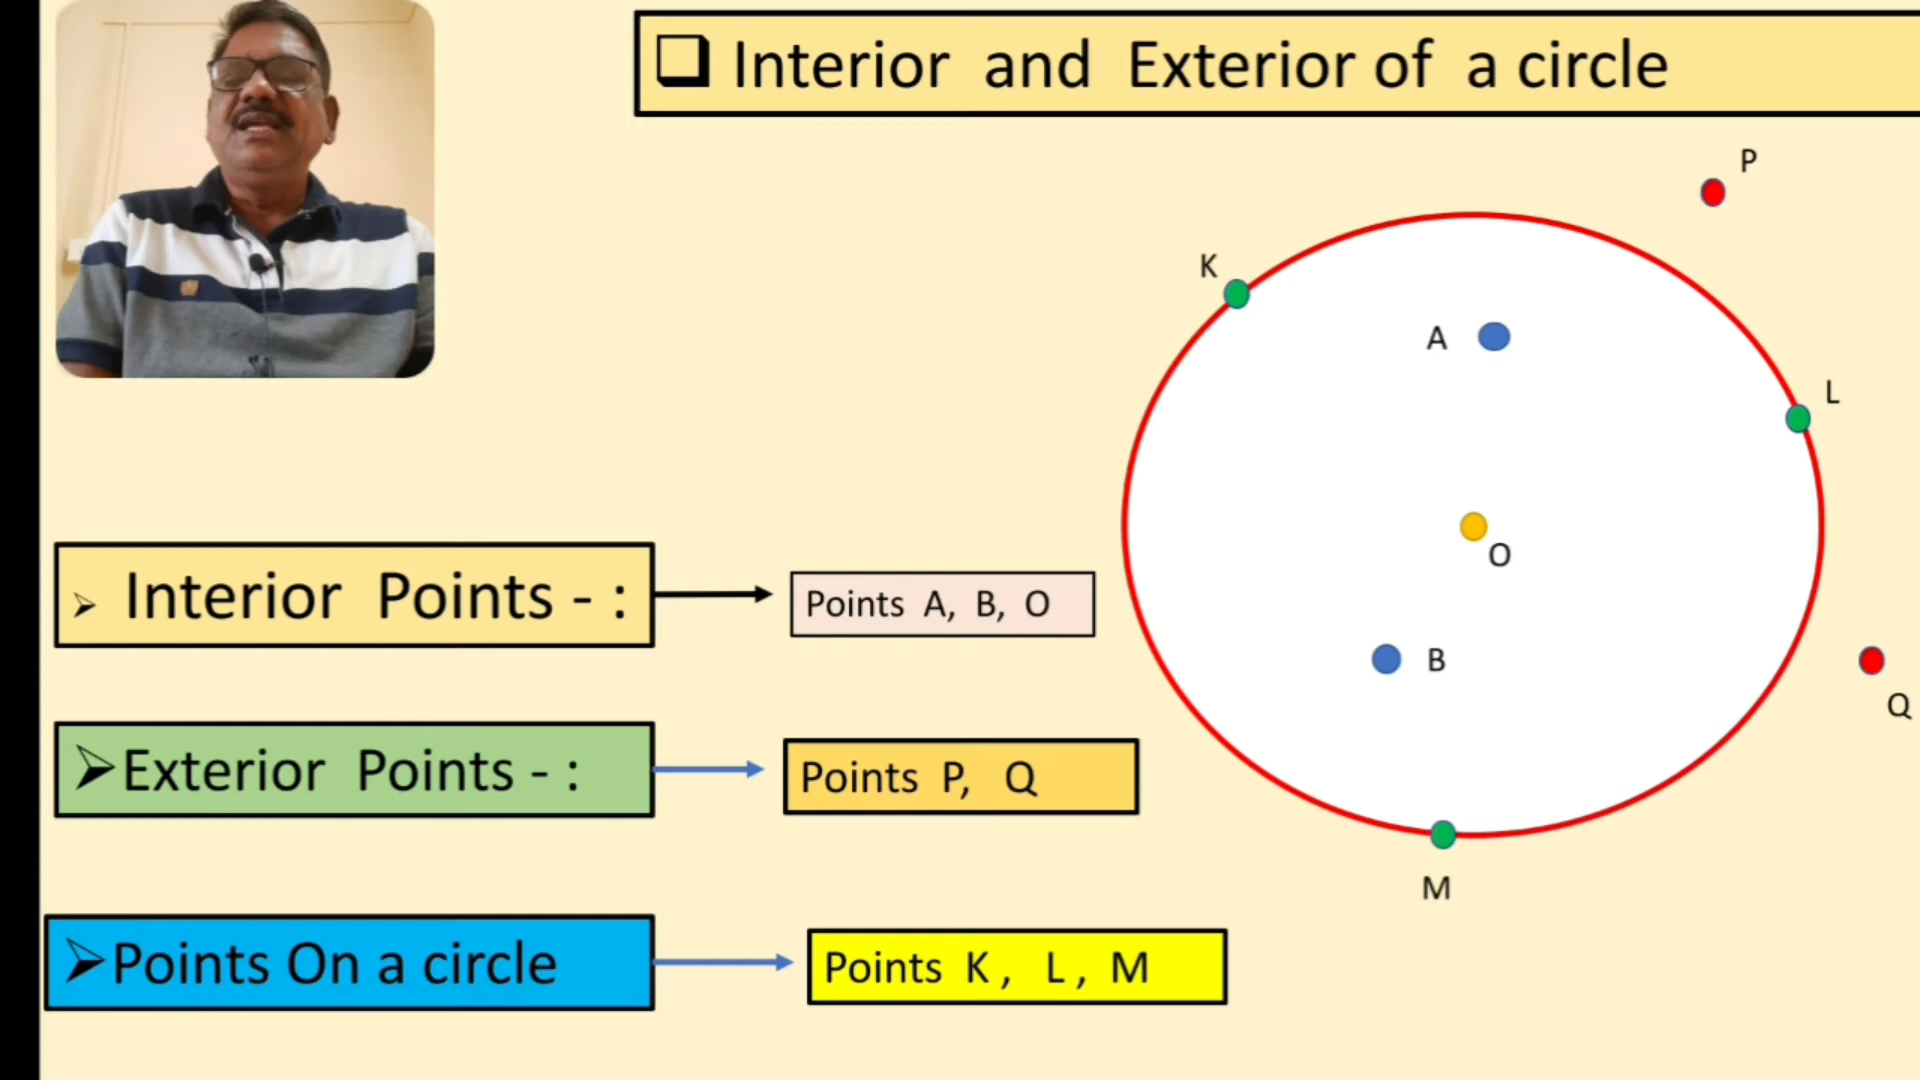 ❑ Interior and Exterior of a circle
P
K
A
L
O
➢ Interior Points - :
Points A, B, O
B
Q
➢Exterior Points - :
Points P, Q
M
➢Points On a circle
Points K , L , M